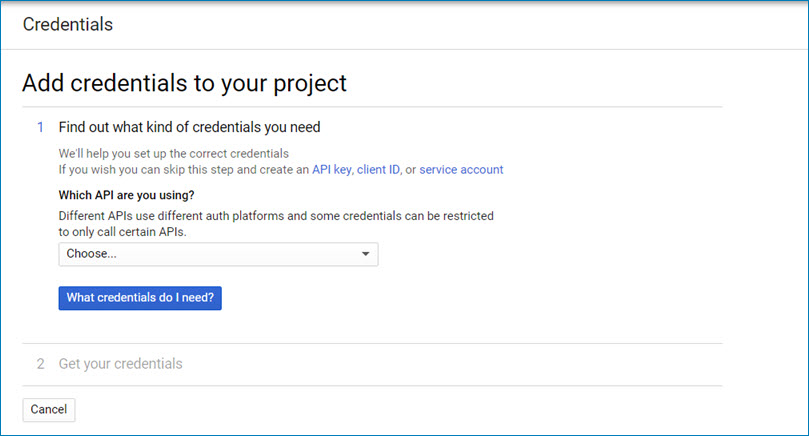 Credentials
Add credentials to your project
1 Find out what kind of credentials you need
We'll help you set up the correct credentials
If you wish you can skip this step and create an API key, client ID, or service account
Which API are you using?
Different APIs use different auth platforms and some credentials can be restricted
to only call certain APIs.
Choose...
What credentials do I need?
2 Get your credentials
Cancel